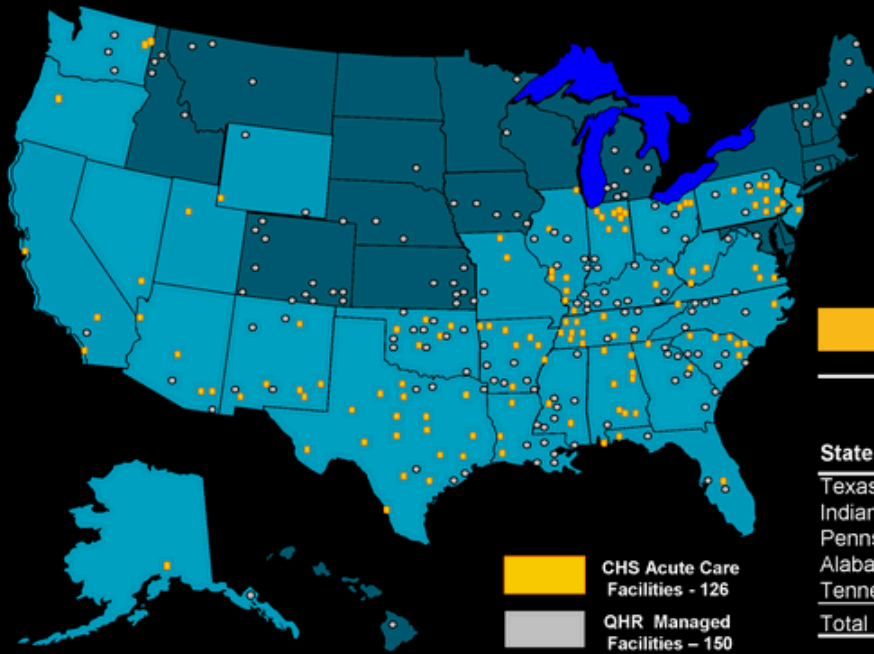 State
Texas
Indian
Penns
Alaba
Tenne
Total
CHS Acute Care
Facilities - 126
QHR Managed
Facilities – 150